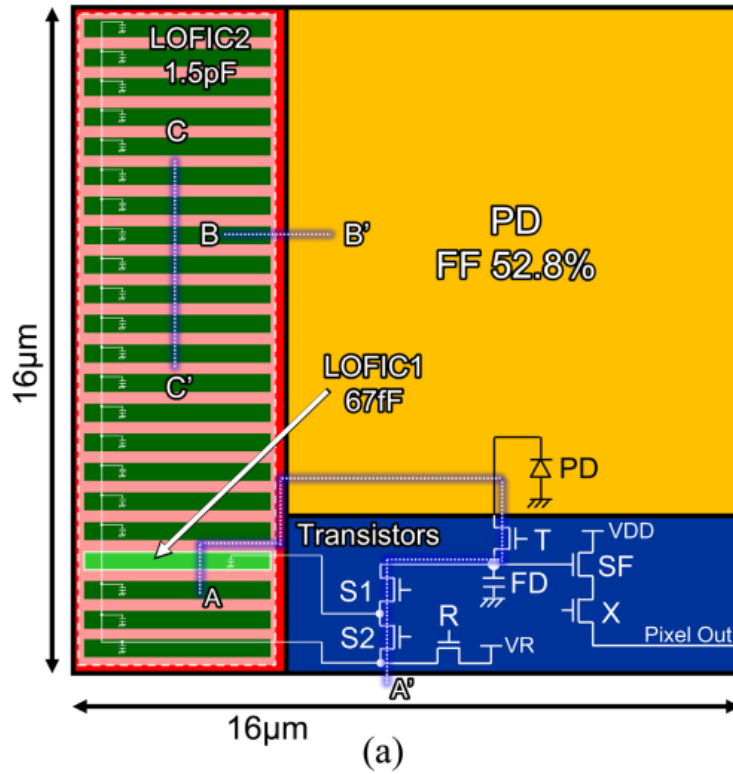 LOFIC2
1.5pF
C
B
B'
PD
FF 52.8%
16μm
C'
LOFIC1
67fF
PD
Transistors
T
VDD
SF
FD
S1
A
X
S2
R
VR
Pixel Out
A'
16μm
(a)